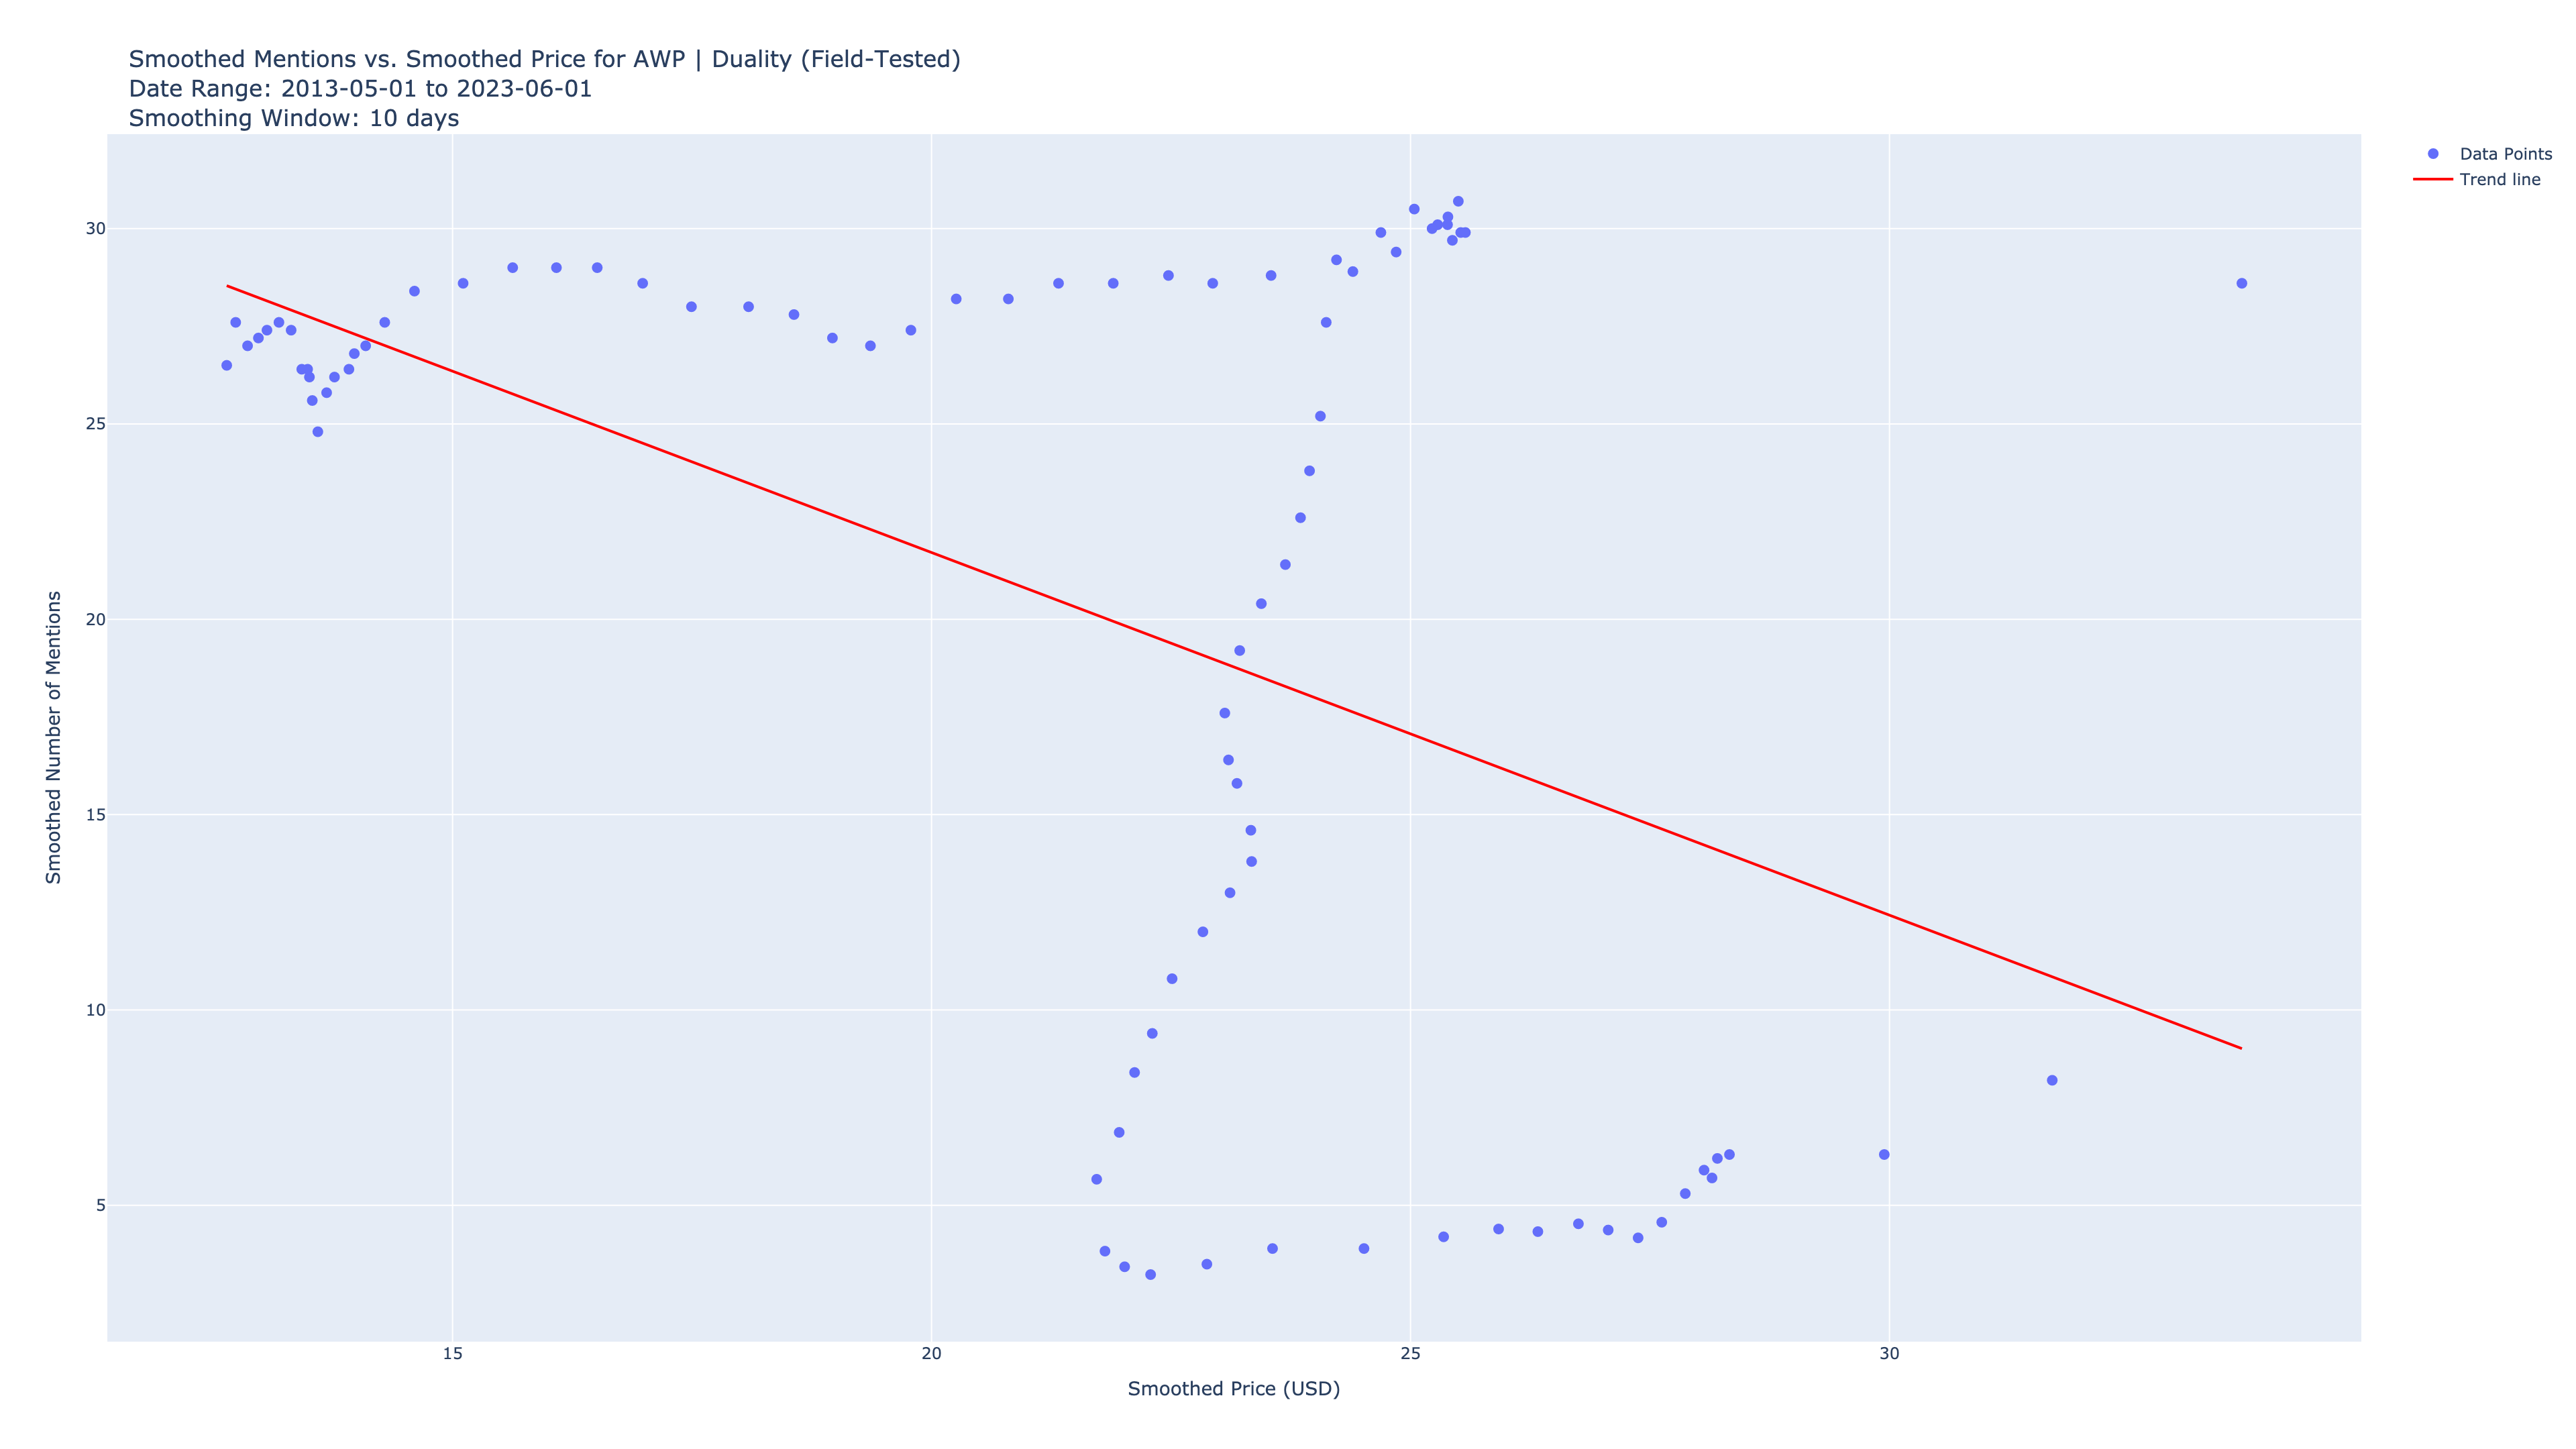 Smoothed Mentions vs. Smoothed Price for AWP | Duality (Field-Tested)
Date Range: 2013-05-01 to 2023-06-01
Smoothing Window: 10 days
Data Points
Trend line
Smoothed Number of Mentions
30
25
20
15
10
5
15
20
25
30
Smoothed Price (USD)